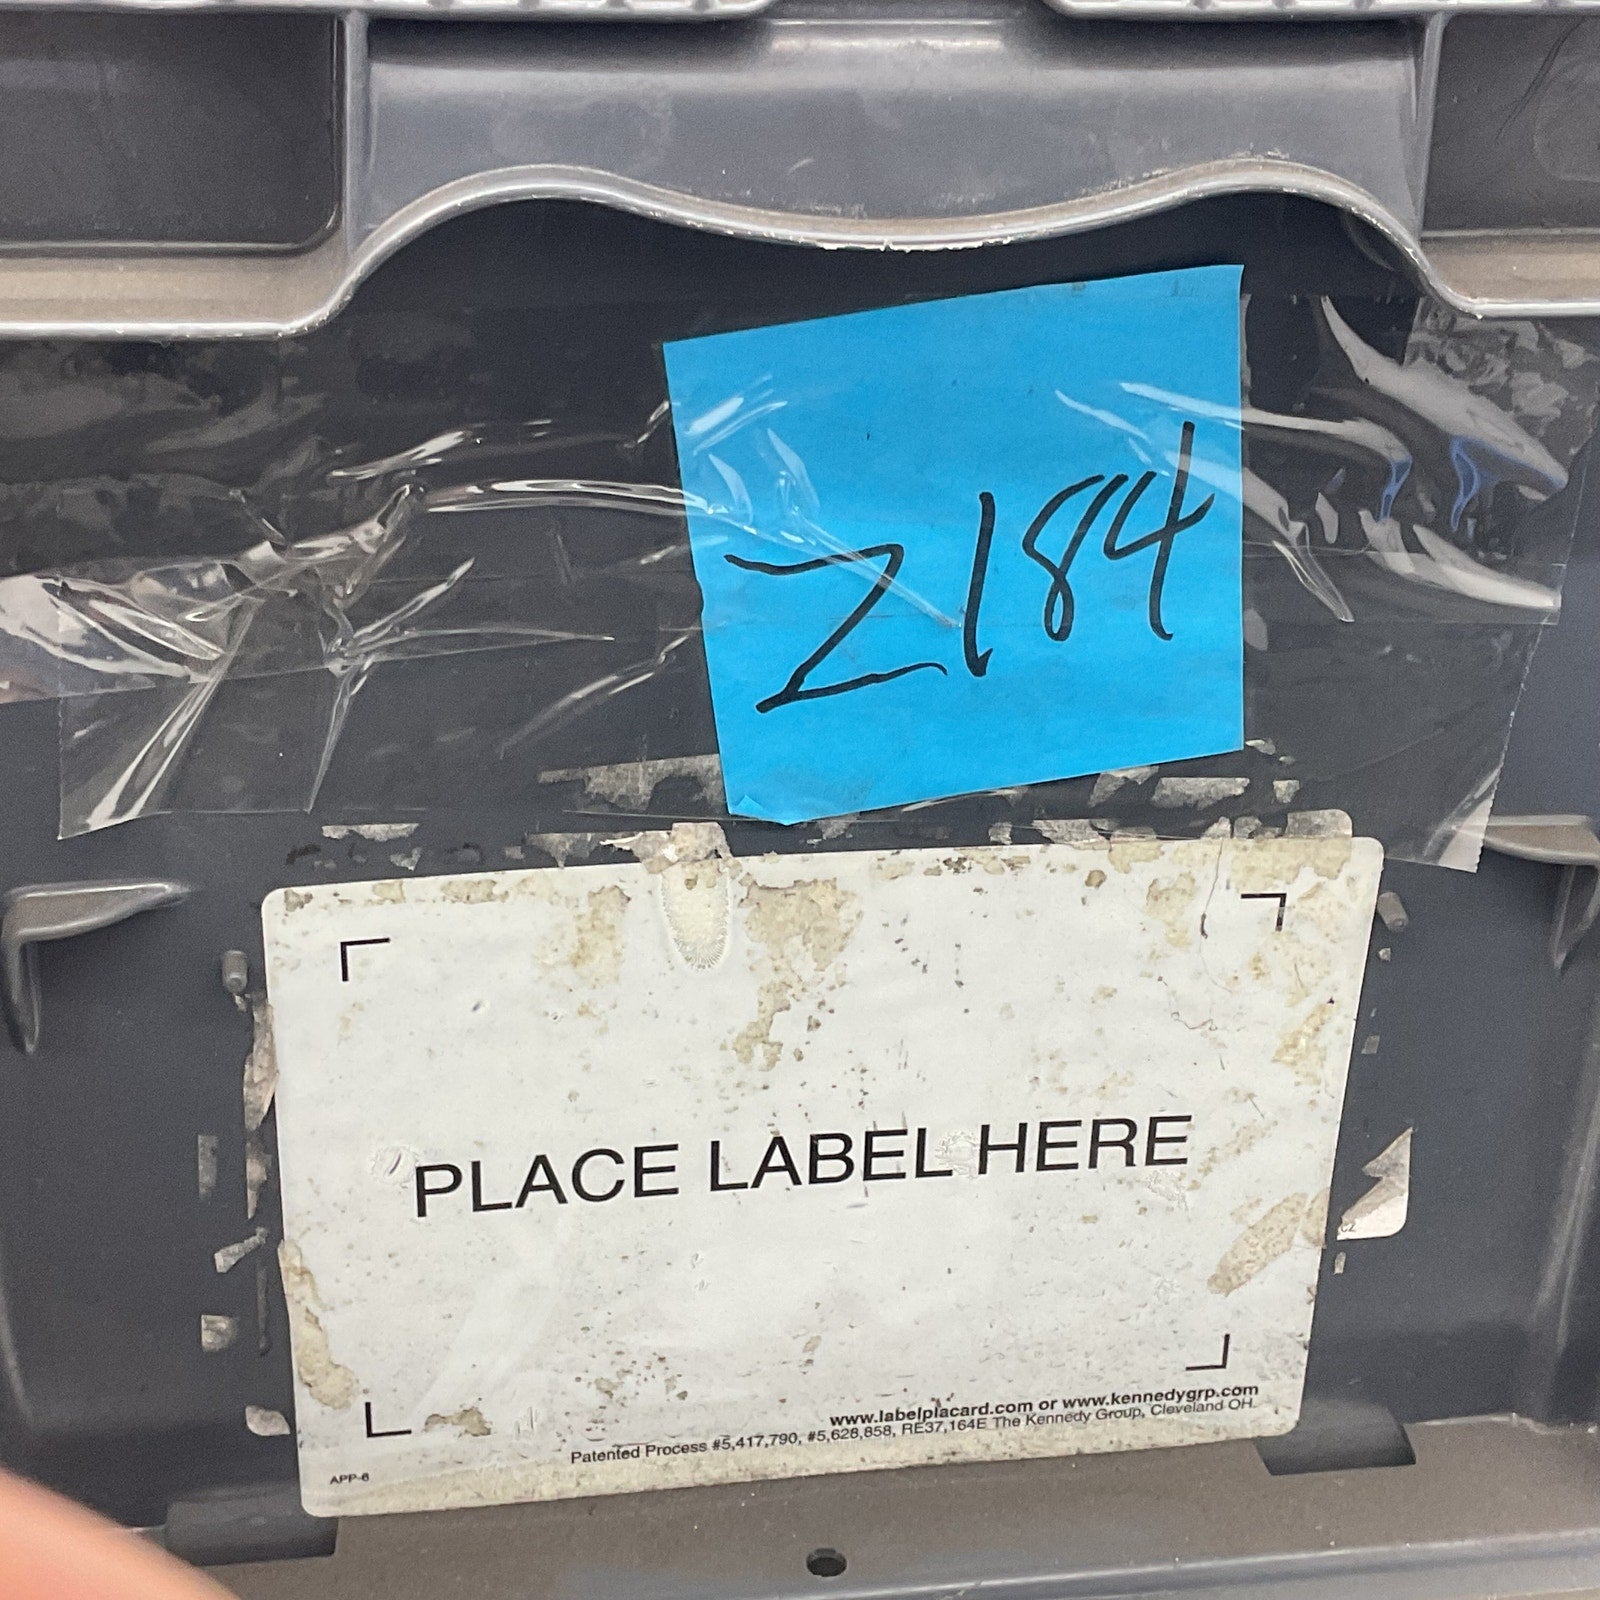 Z184
PLACE LABEL HERE
www.labelplacard.com or www.kennedygrp.com
Patented Process #5,417,790, #5,628,858, RE37,164E The Kennedy Group, Cleveland OH.
APP-6